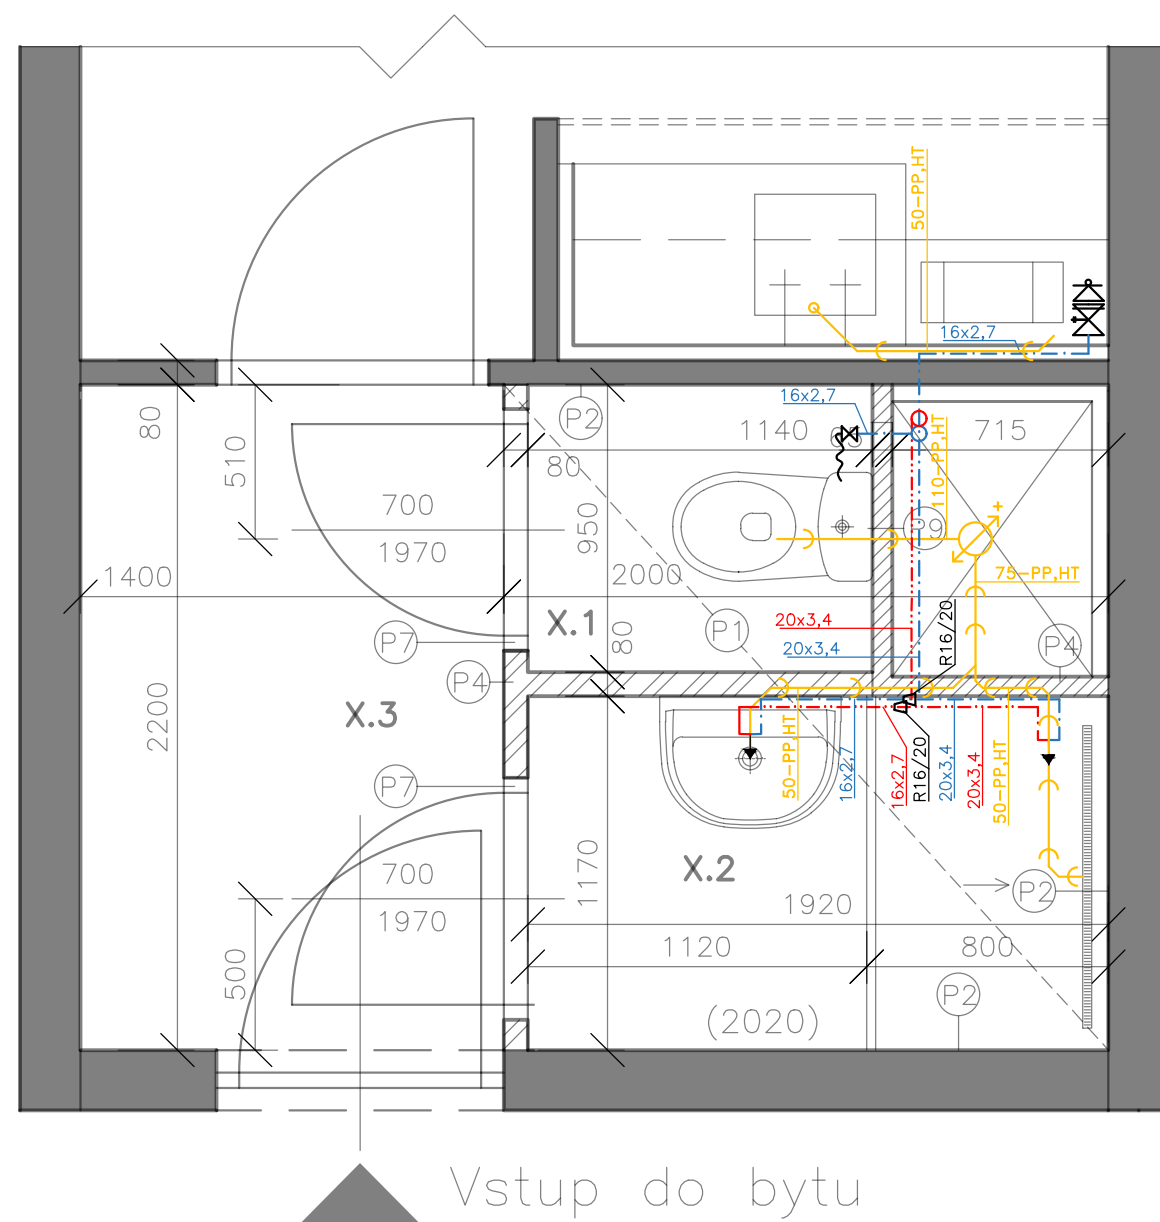 50-PP,HT
16x2,7
16x2,7
P2
80
510
1140
715
80
110-PP,HT
700
1970
950
P9
1400
2000
75-PP,HT
X.1
80
P1
20x3,4
20x3,4
R16/20
P7
P4
P4
X.3
2200
50-PP,HT
16x2,7
16x2,7
R16/20
20x3,4
20x3,4
50-PP,HT
P7
700
1970
1170
X.2
P2
1920
500
1120
800
P2
(2020)
Vstup do bytu